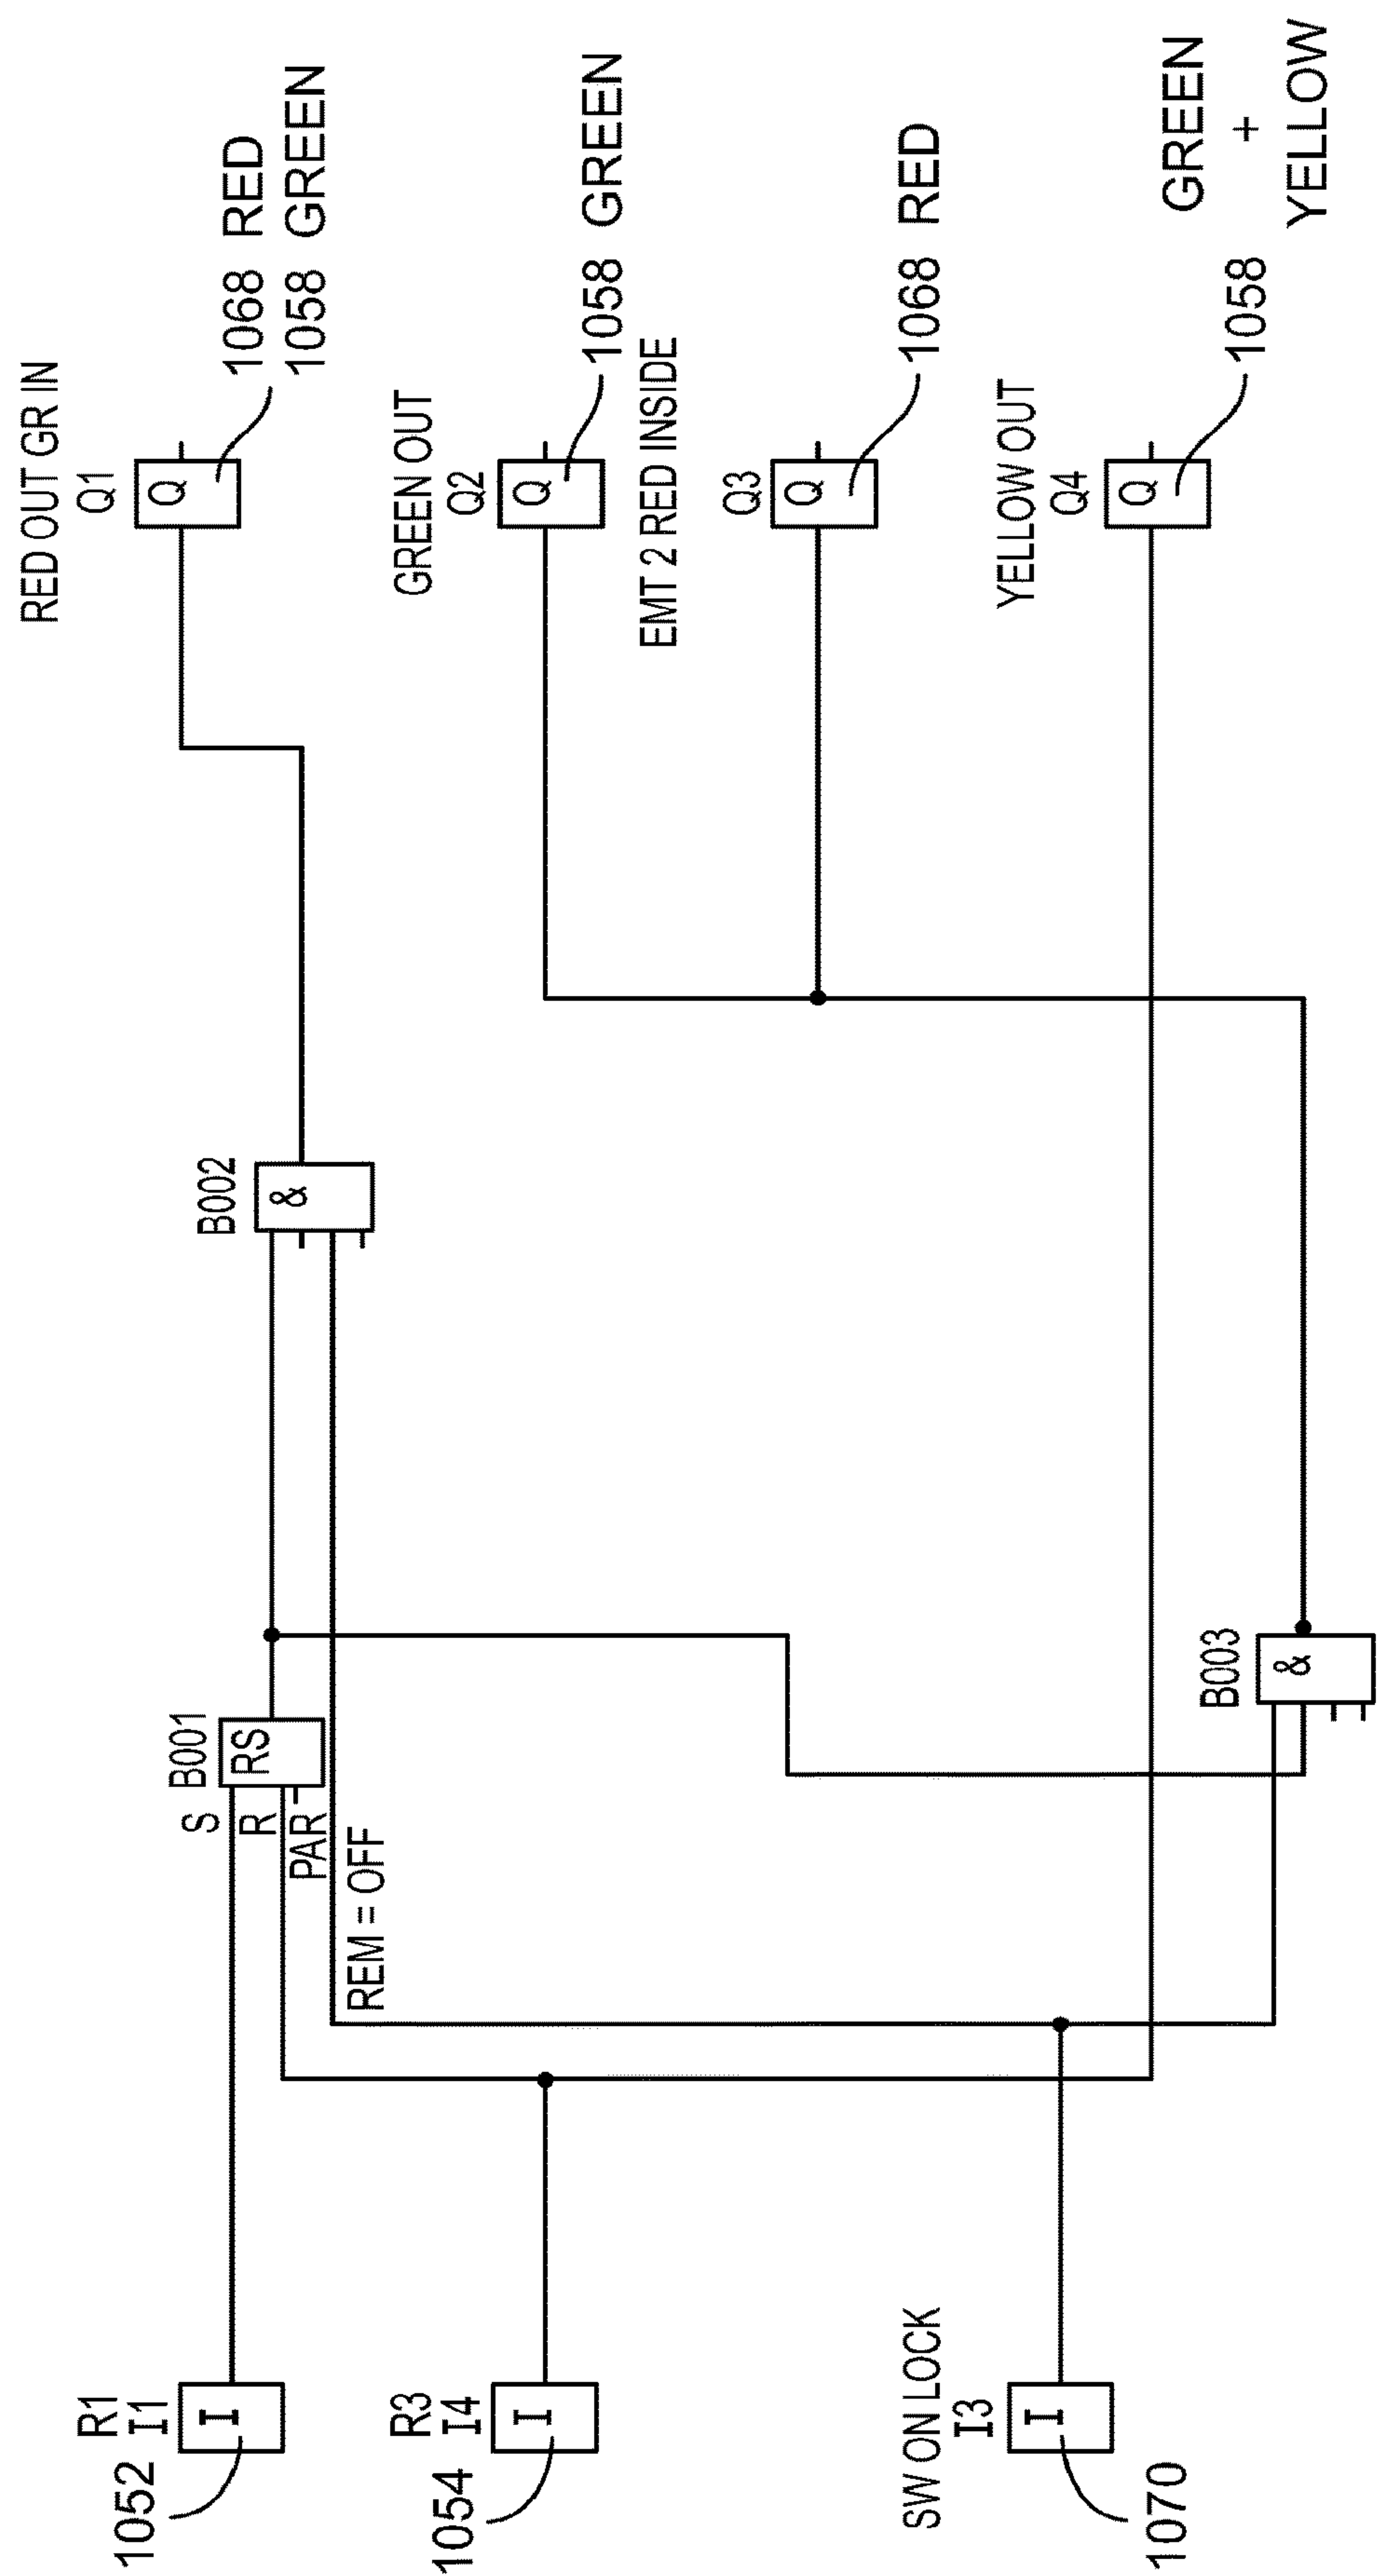 R1
I1
I
1052
R3
I4
I
1054
SW ON LOCK
I3
I
1070
B001
RS
S
R
PAR
REM = OFF
B002
&
B003
&
RED OUT GR IN
Q1
Q
1068 RED
1058 GREEN
GREEN OUT
Q2
Q
1058 GREEN
EMT 2 RED INSIDE
Q3
Q
1068 RED
YELLOW OUT
Q4
Q
1058
GREEN
+
YELLOW